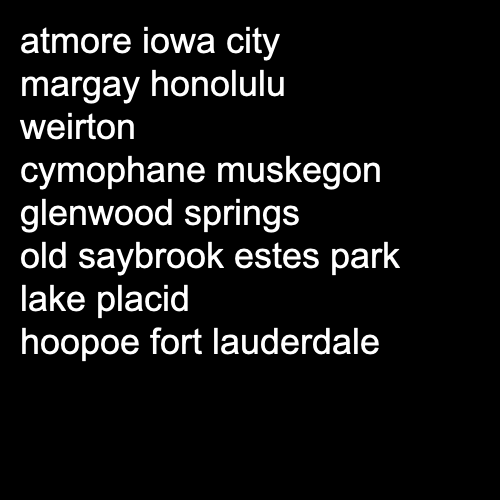 atmore iowa city
margay honolulu
weirton
cymophane muskegon
glenwood springs
old saybrook estes park
lake placid
hoopoe fort lauderdale